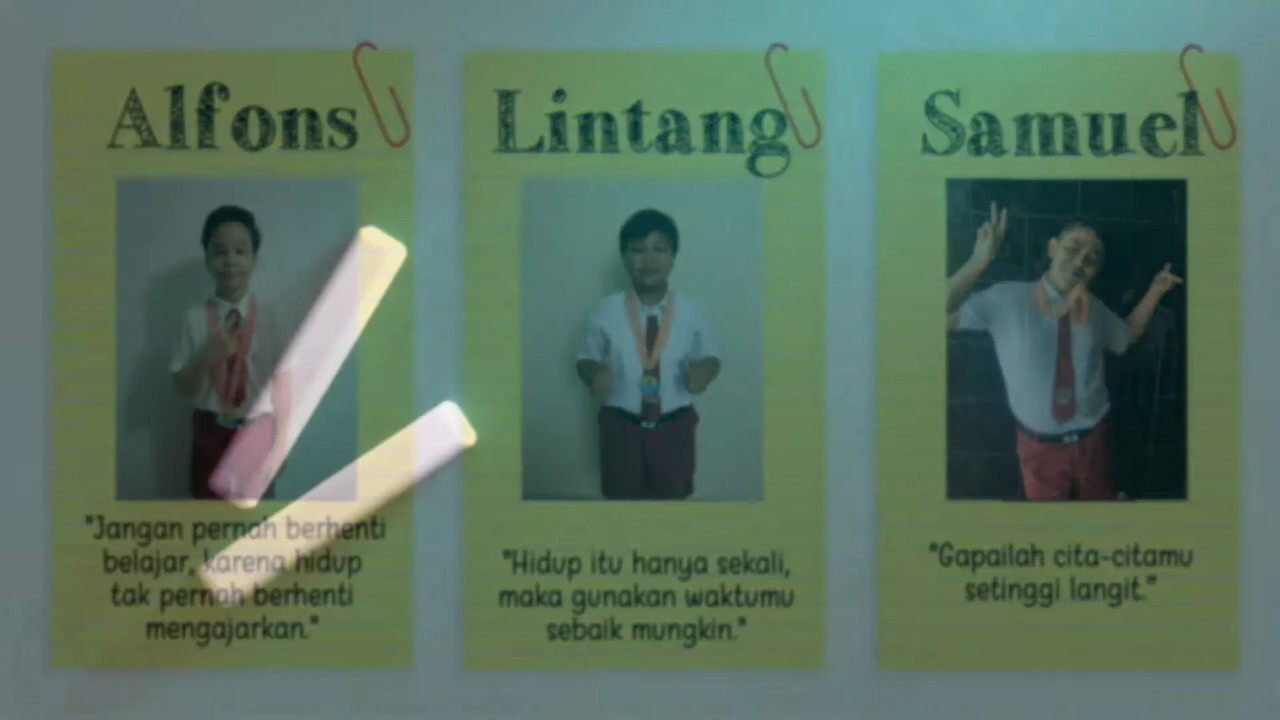 Alfons
"Jangan pernah berhenti
belajar, karena hidup
tak pernah berhenti
mengajarkan."
Lintang
"Hidup itu hanya sekali,
maka gunakan waktumu
sebaik mungkin."
Samuel
"Gapailah cita-citamu
setinggi langit."